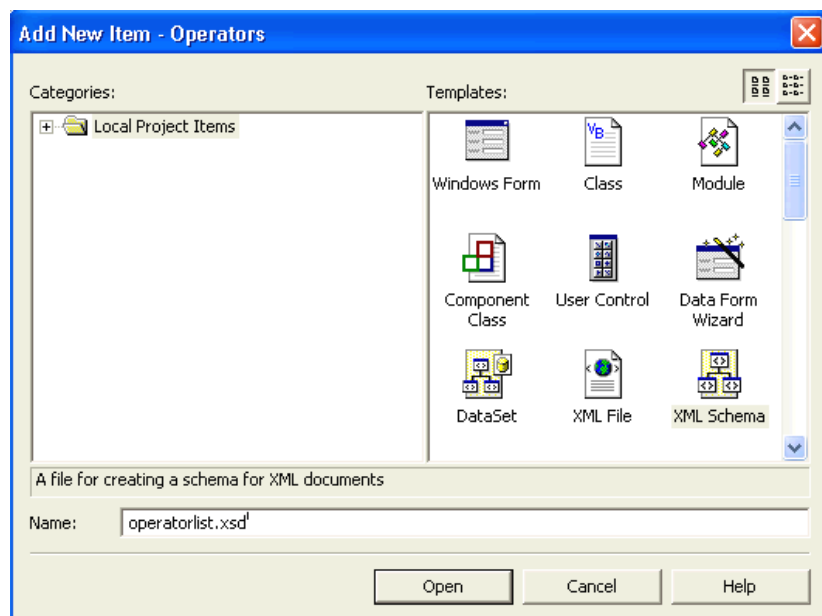 Add New Item - Operators
Categories:
Templates:
Local Project Items
Windows Form
Class
Module
Component
Class
User Control
Data Form
Wizard
DataSet
XML File
XML Schema
A file for creating a schema for XML documents
Name:
operatorlist.xsd
Open
Cancel
Help